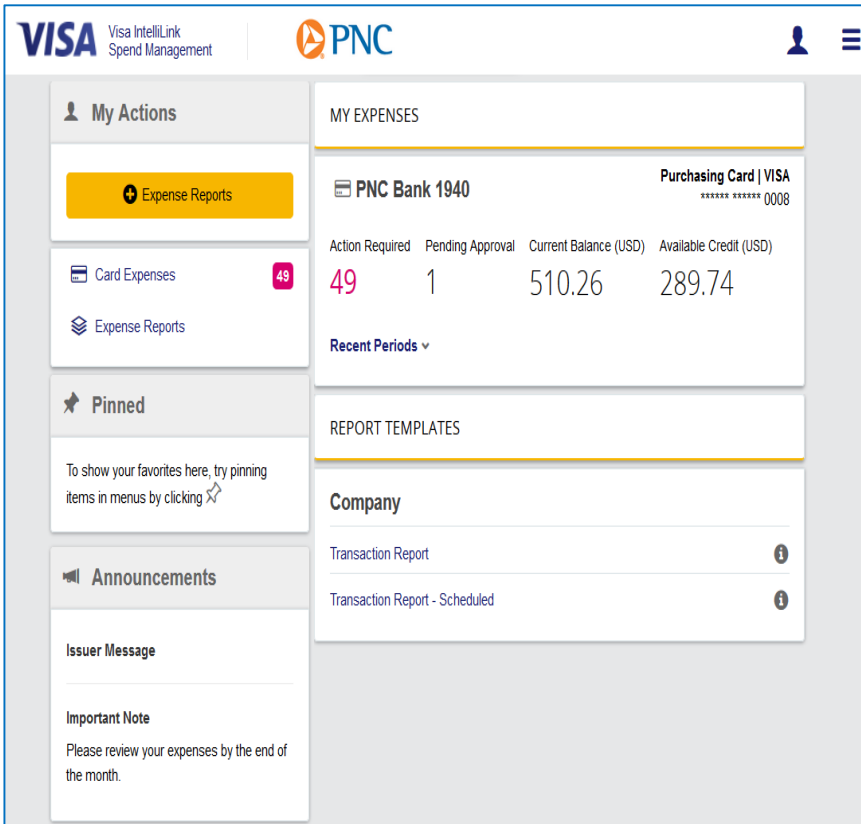 VISA
Visa IntelliLink
Spend Management
PNC
My Actions
Expense Reports
Card Expenses
49
Expense Reports
Pinned
To show your favorites here, try pinning
items in menus by clicking
Announcements
Issuer Message
Important Note
Please review your expenses by the end of
the month.
MY EXPENSES
PNC Bank 1940
Purchasing Card | VISA
****** ****** 0008
Action Required Pending Approval Current Balance (USD) Available Credit (USD)
49 1 510.26 289.74
Recent Periods
REPORT TEMPLATES
Company
Transaction Report
Transaction Report - Scheduled